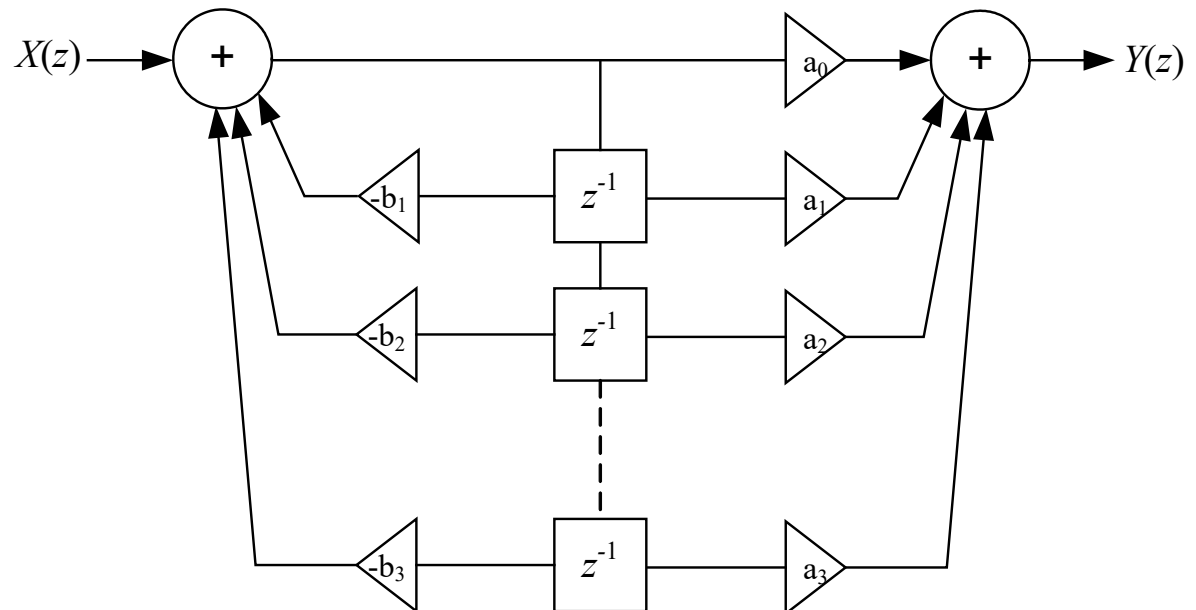 X(z)
+
a₀
+
Y(z)
-b₁
z⁻¹
a₁
-b₂
z⁻¹
a₂
-b₃
z⁻¹
a₃